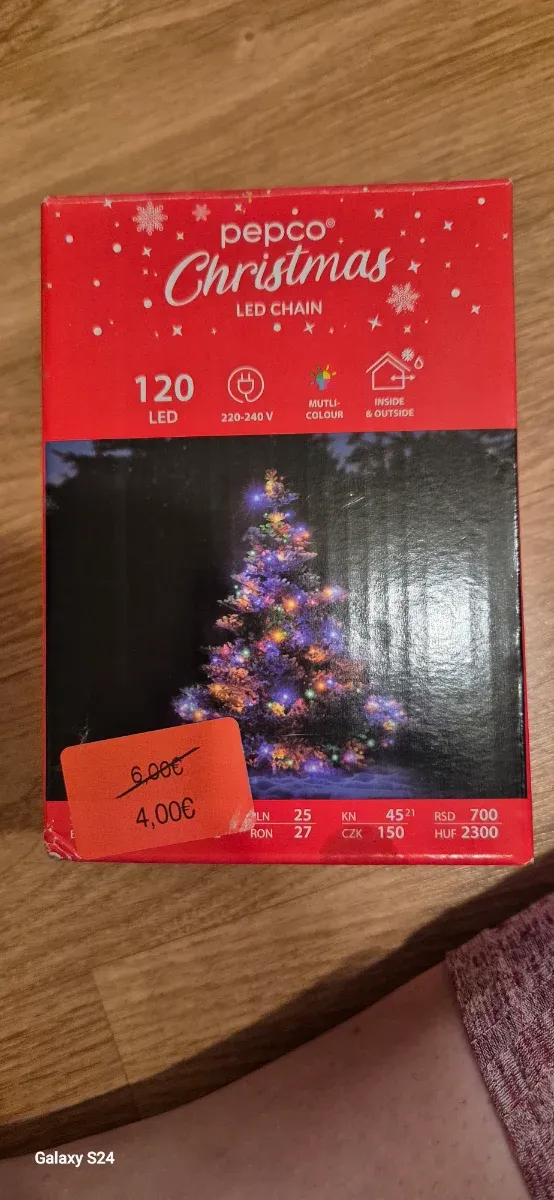 pepco®
Christmas
LED CHAIN
120
LED
220-240 V
MUTLI-
COLOUR
INSIDE
& OUTSIDE
6,00€
4,00€
PLN 25 KN 45²¹ RSD 700
RON 27 CZK 150 HUF 2300
Galaxy S24